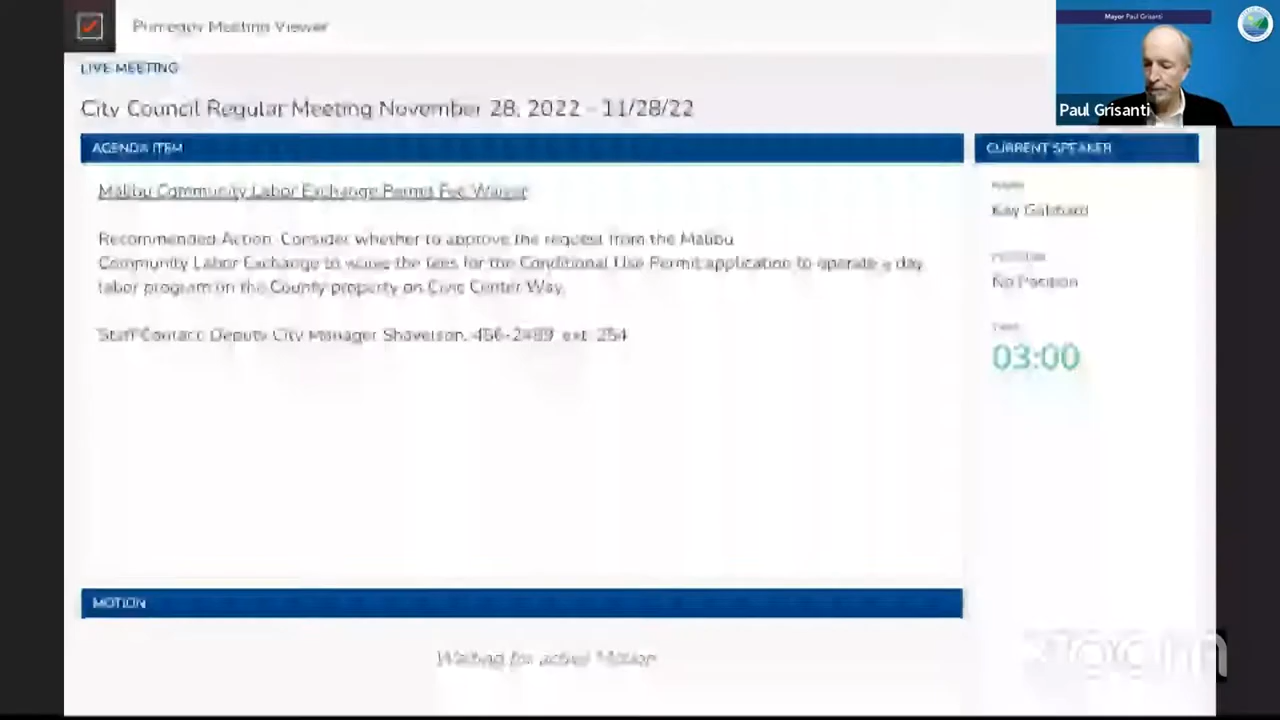 Primegov Meeting Viewer
Mayor Paul Grisanti
LIVE MEETING
Paul Grisanti
City Council Regular Meeting November 28, 2022 - 11/28/22
AGENDA ITEM
CURRENT SPEAKER
Malibu Community Labor Exchange Permit Fee Waiver
Name
Kay Gabbard
Recommended Action: Consider whether to approve the request from the Malibu
Community Labor Exchange to waive the fees for the Conditional Use Permit application to operate a day
labor program on the County property on Civic Center Way.
Position
No Position
Staff Contact: Deputy City Manager Shavelson, 456-2489 ext. 254
Time
03:00
MOTION
Waiting for active Motion
zoom